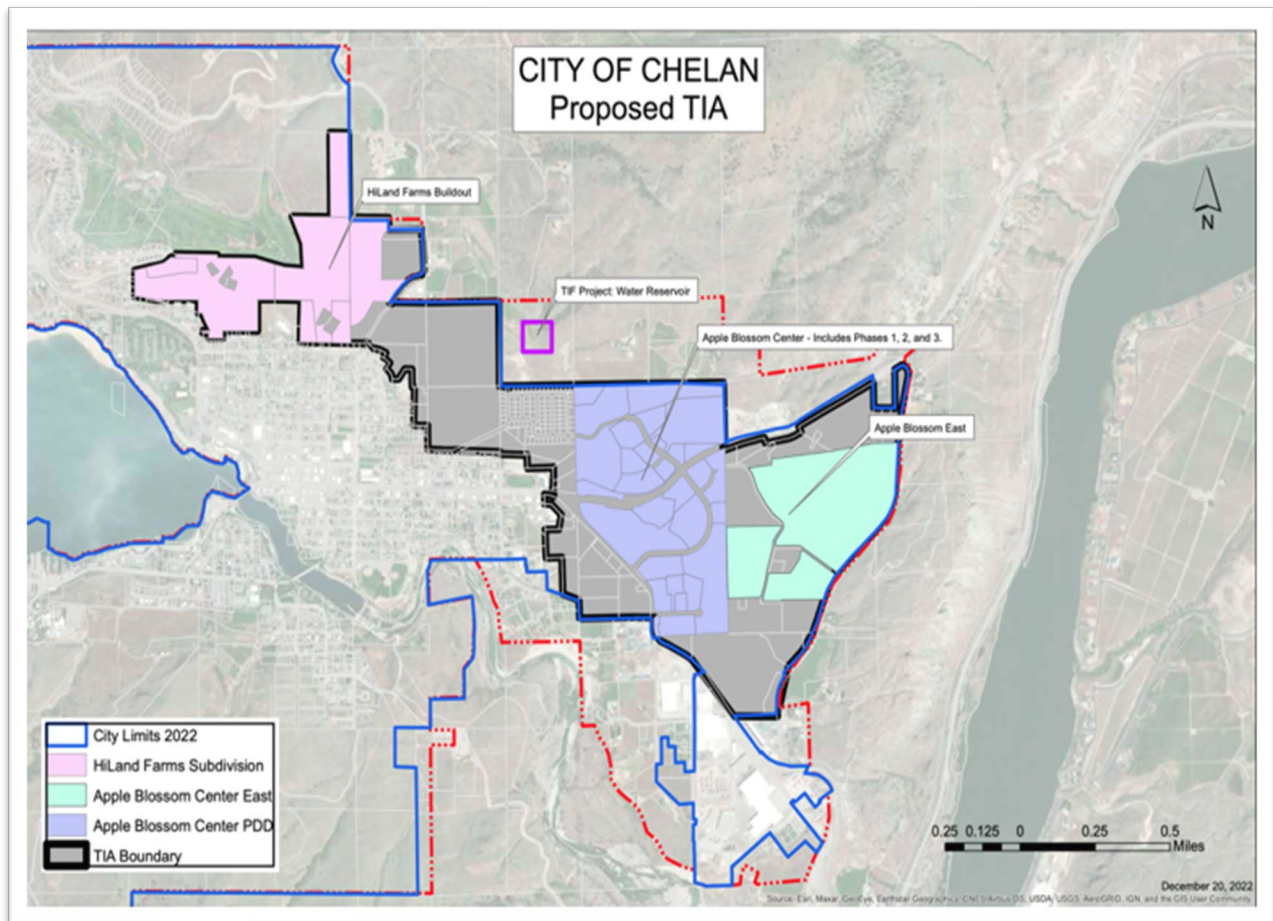 CITY OF CHELAN
Proposed TIA
HiLand Farms Buildout
N
TIF Project: Water Reservoir
Apple Blossom Center - Includes Phases 1, 2, and 3.
Apple Blossom East
City Limits 2022
HiLand Farms Subdivision
Apple Blossom Center East
Apple Blossom Center PDD
TIA Boundary
0.25 0.125 0 0.25 0.5
Miles
December 20, 2022
Source: Esri, Maxar, GeoEye, Earthstar Geographics, CNES/Airbus DS, USDA, USGS, AeroGRID, IGN, and the GIS User Community